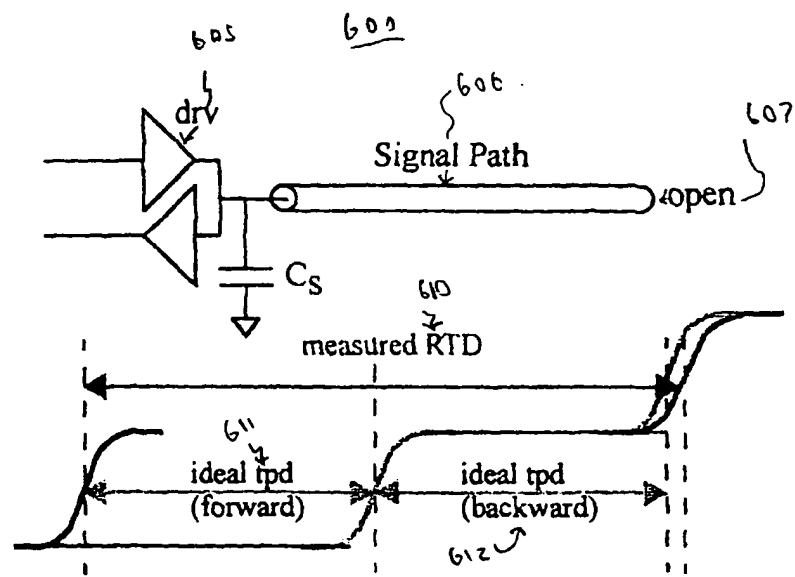 605
600
606
607
drv
Signal Path
open
CS
610
measured RTD
611
ideal tpd
(forward)
ideal tpd
(backward)
612